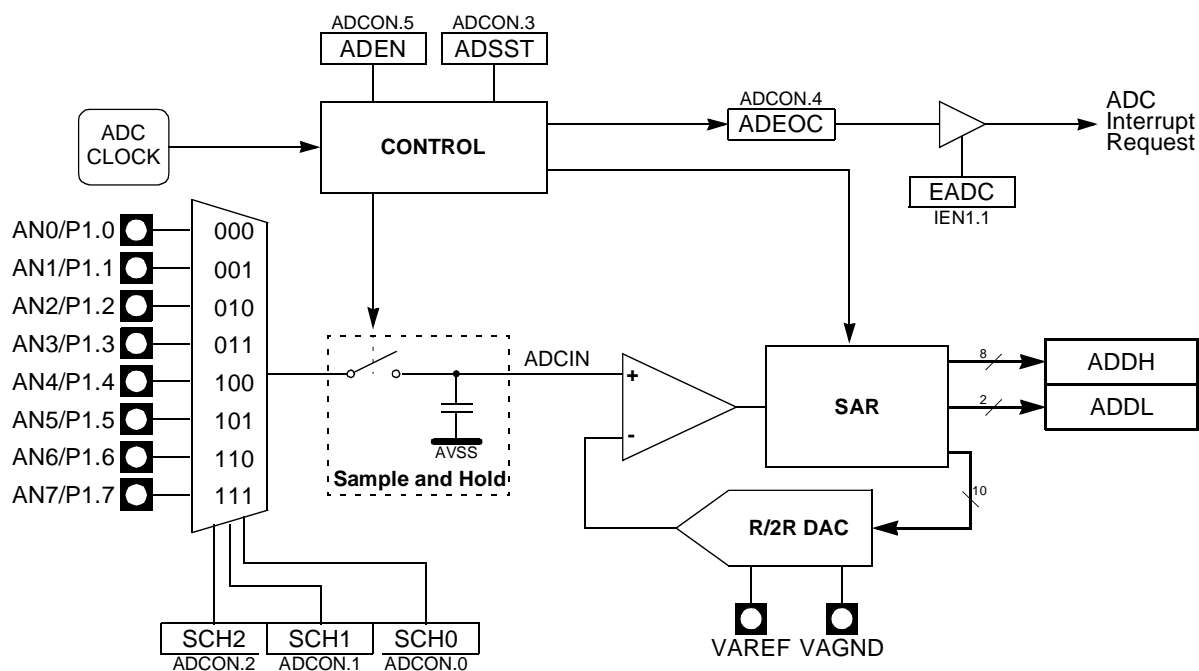 ADCON.5
ADEN
ADCON.3
ADSST
ADC
CLOCK
CONTROL
ADCON.4
ADEOC
ADC
Interrupt
Request
EADC
IEN1.1
AN0/P1.0
000
AN1/P1.1
001
AN2/P1.2
010
AN3/P1.3
011
AN4/P1.4
100
AN5/P1.5
101
AN6/P1.6
110
AN7/P1.7
111
ADCIN
AVSS
Sample and Hold
+
-
SAR
8
ADDH
2
ADDL
10
R/2R DAC
VAREF
VAGND
SCH2
ADCON.2
SCH1
ADCON.1
SCH0
ADCON.0